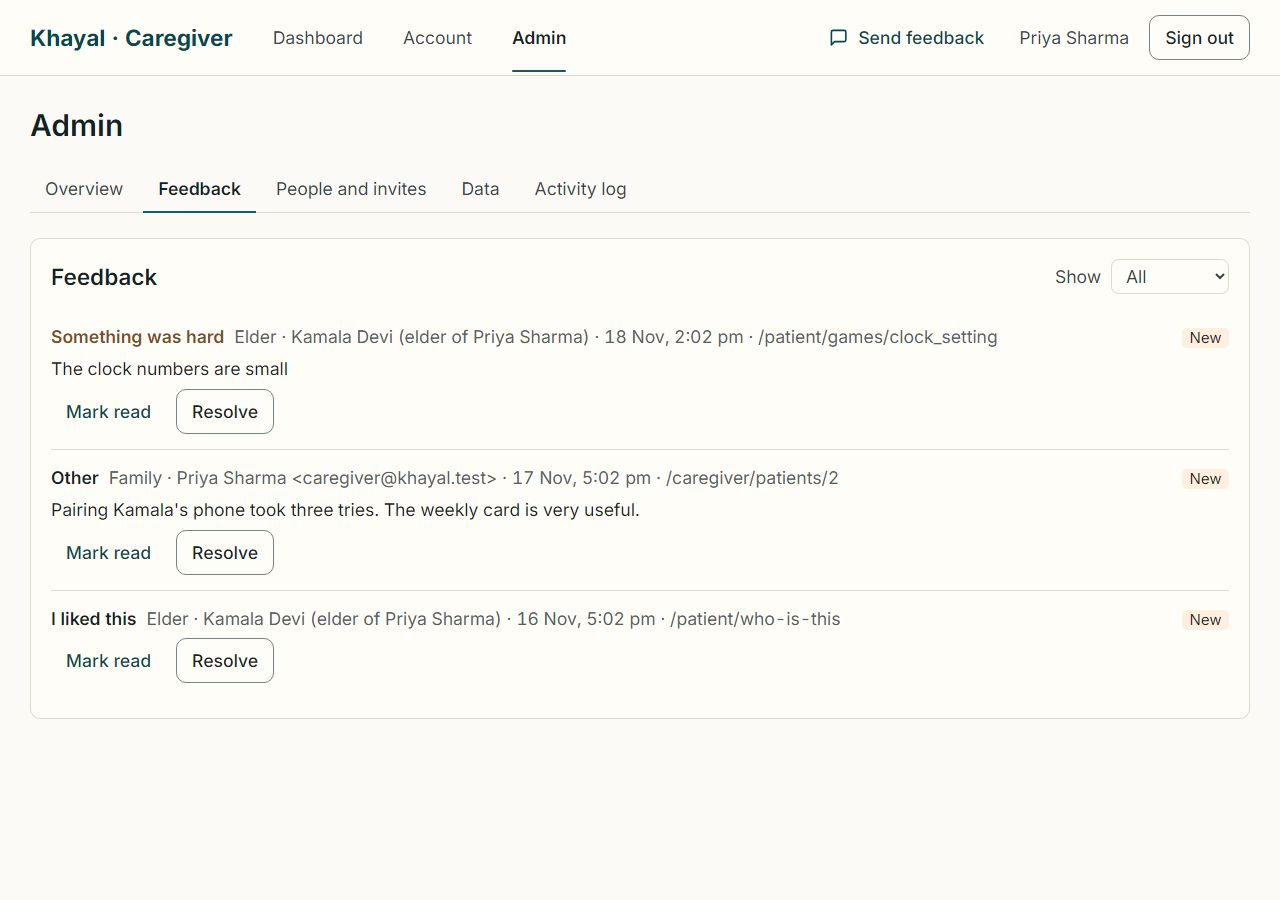 Khayal · Caregiver Dashboard Account Admin Send feedback Priya Sharma Sign out
Admin
Overview Feedback People and invites Data Activity log
Feedback Show All
Something was hard Elder · Kamala Devi (elder of Priya Sharma) · 18 Nov, 2:02 pm · /patient/games/clock_setting New
The clock numbers are small
Mark read Resolve
Other Family · Priya Sharma <caregiver@khayal.test> · 17 Nov, 5:02 pm · /caregiver/patients/2 New
Pairing Kamala's phone took three tries. The weekly card is very useful.
Mark read Resolve
I liked this Elder · Kamala Devi (elder of Priya Sharma) · 16 Nov, 5:02 pm · /patient/who-is-this New
Mark read Resolve